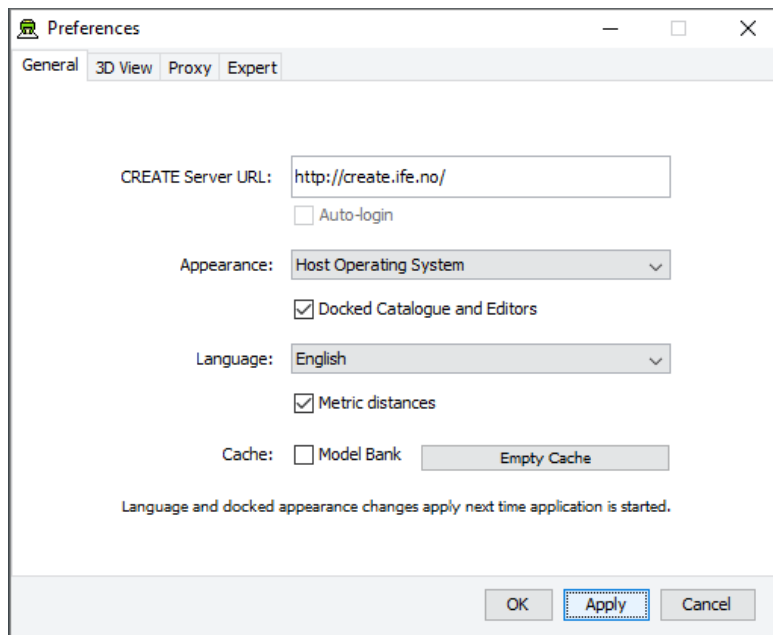 Preferences
General 3D View Proxy Expert
CREATE Server URL: http://create.ife.no/
Auto-login
Appearance: Host Operating System
Docked Catalogue and Editors
Language: English
Metric distances
Cache: Model Bank Empty Cache
Language and docked appearance changes apply next time application is started.
OK Apply Cancel